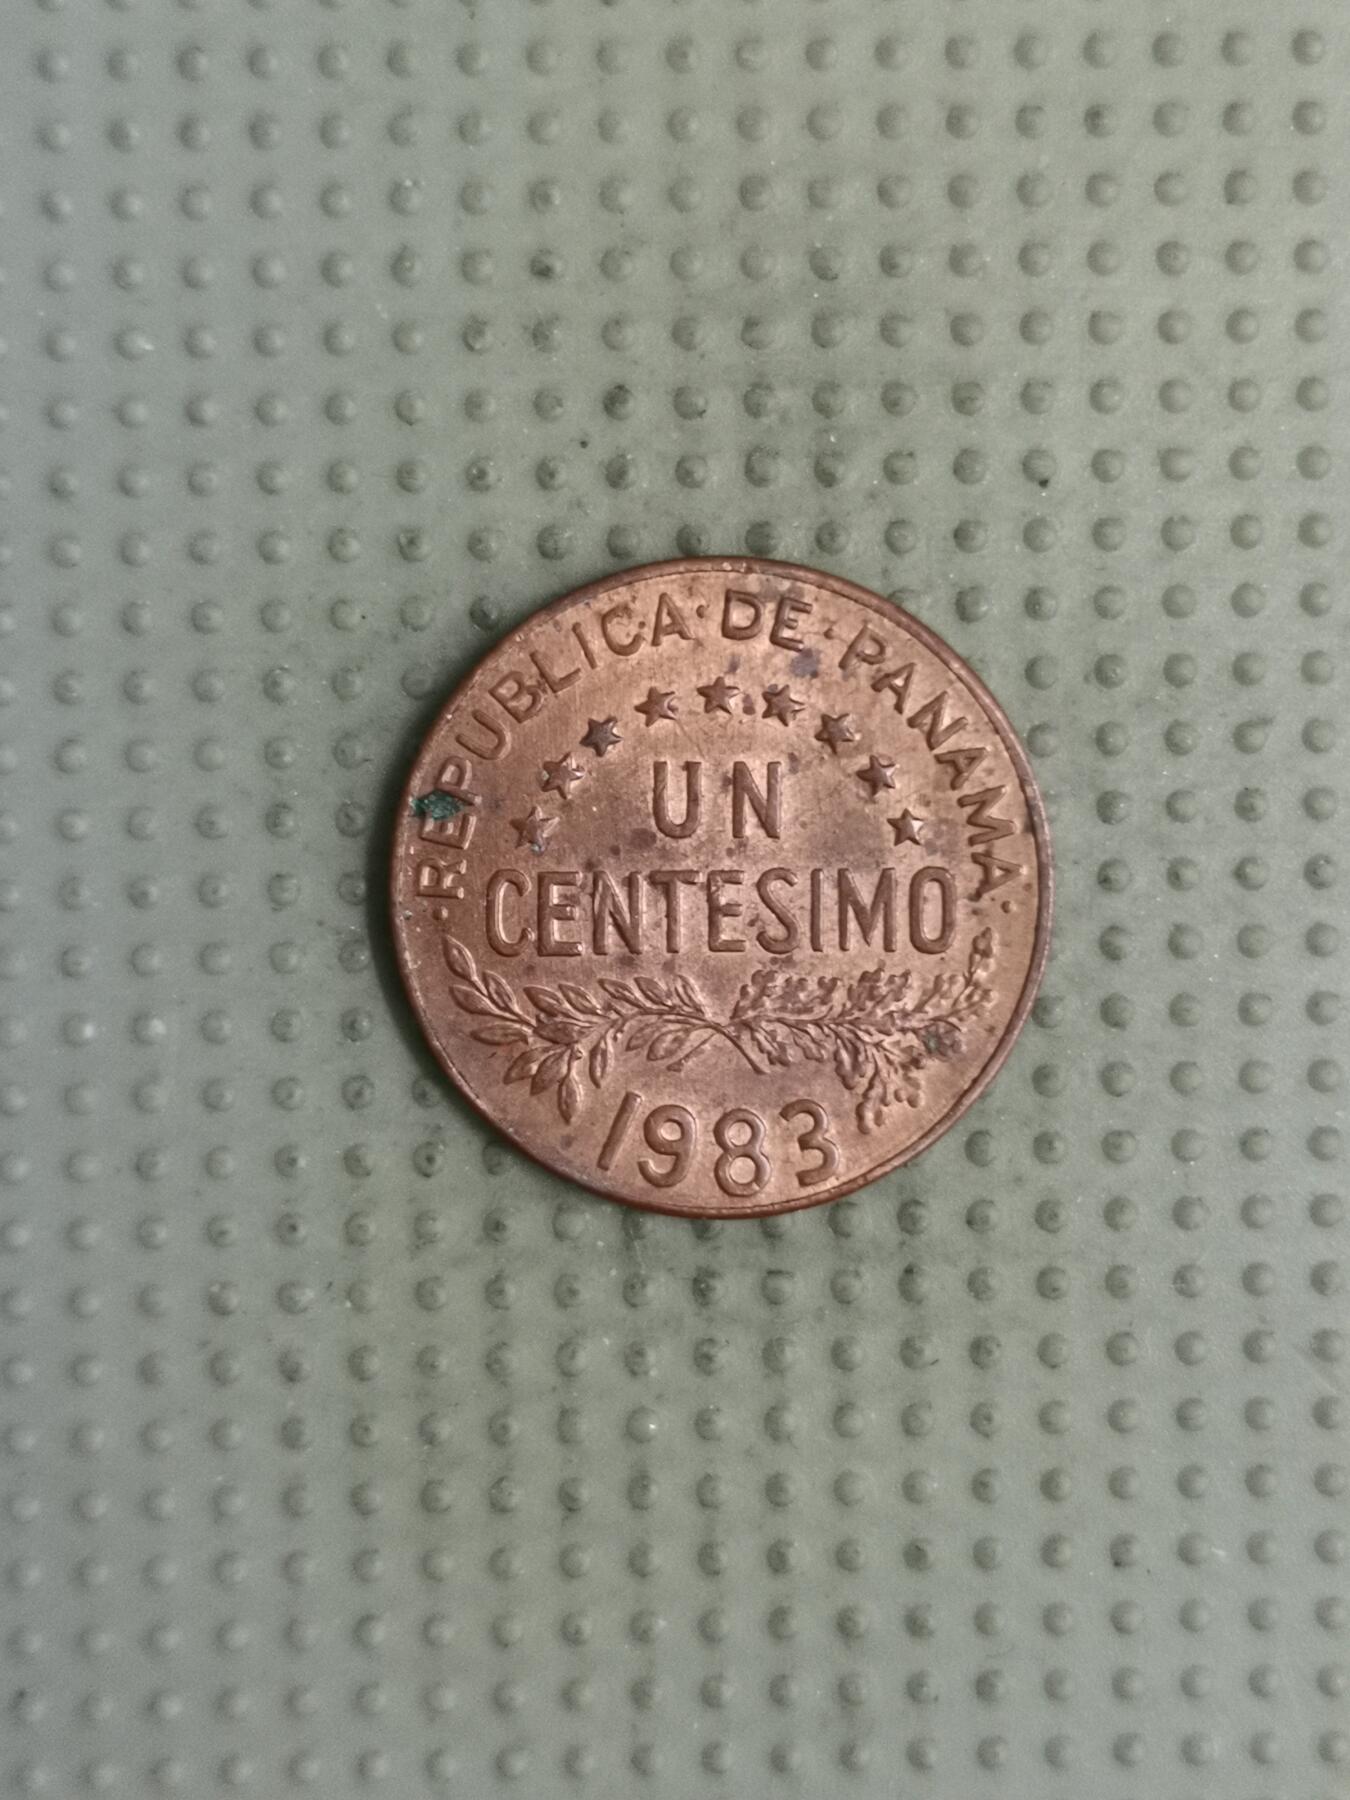 ·REPUBLICA·DE·PANAMA·
UN
CENTESIMO
1983